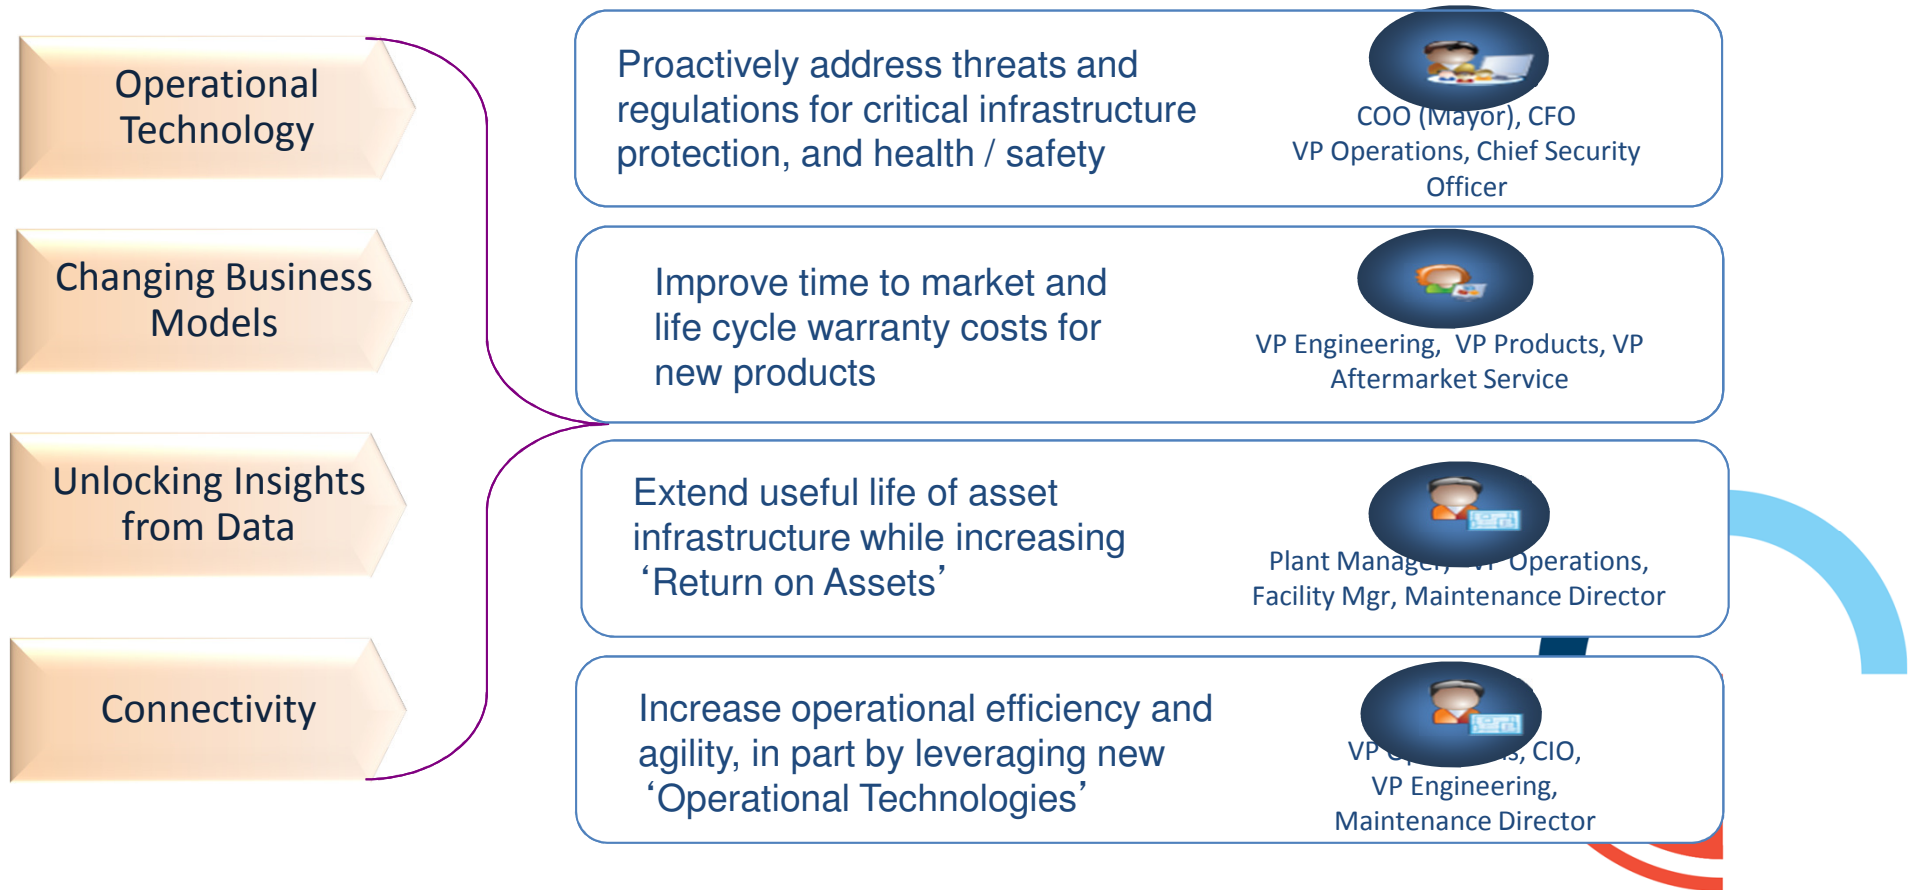 Operational
Technology
Changing Business
Models
Unlocking Insights
from Data
Connectivity
Proactively address threats and
regulations for critical infrastructure
protection, and health / safety
COO (Mayor), CFO
VP Operations, Chief Security
Officer
Improve time to market and
life cycle warranty costs for
new products
VP Engineering,  VP Products, VP
Aftermarket Service
Extend useful life of asset
infrastructure while increasing
‘Return on Assets’
Plant Manager, VP Operations,
Facility Mgr, Maintenance Director
Increase operational efficiency and
agility, in part by leveraging new
‘Operational Technologies’
VP CIO,
VP Engineering,
Maintenance Director